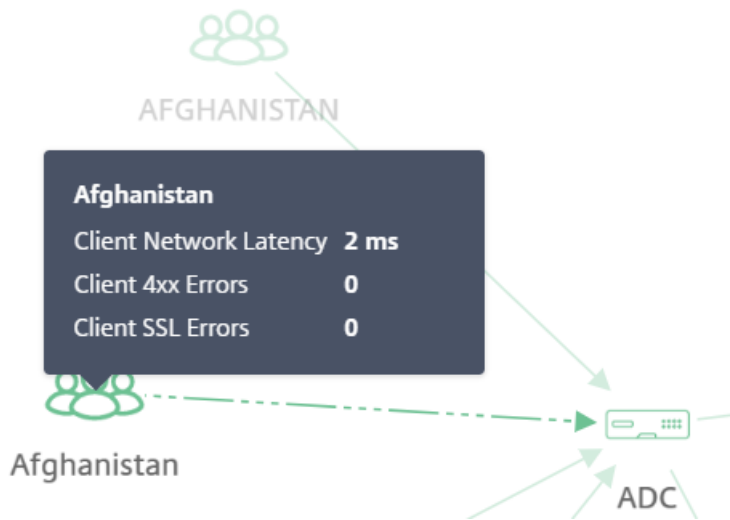 AFGHANISTAN
Afghanistan
Client Network Latency 2 ms
Client 4xx Errors 0
Client SSL Errors 0
Afghanistan
ADC